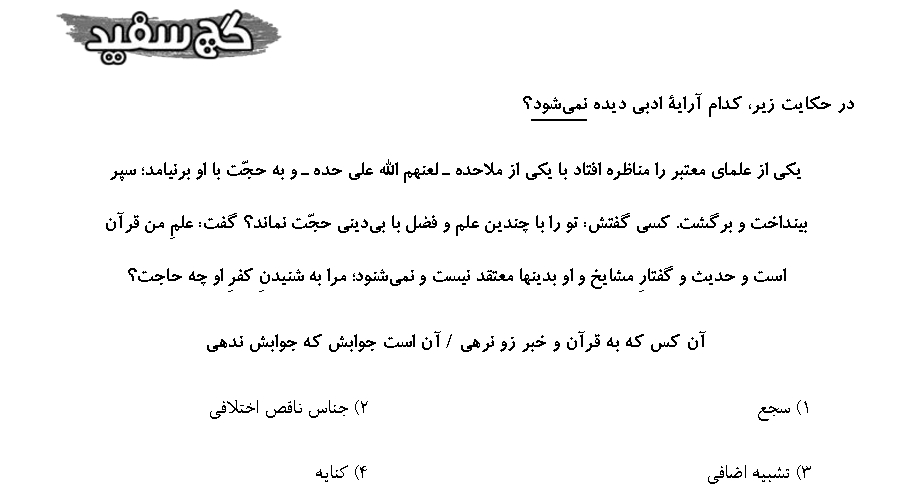 گچ سفید
در حکایت زیر، کدام آرایهٔ ادبی دیده نمی‌شود؟
یکی از علمای معتبر را مناظره افتاد با یکی از ملاحده ـ لعنهم الله علی حده ـ و به حجّت با او برنیامد؛ سپر
بینداخت و برگشت. کسی گفتش: تو را با چندین علم و فضل با بی‌دینی حجّت نماند؟ گفت: علمِ من قرآن
است و حدیث و گفتارِ مشایخ و او بدینها معتقد نیست و نمی‌شنود؛ مرا به شنیدنِ کفرِ او چه حاجت؟
آن کس که به قرآن و خبر زو نرهی / آن است جوابش که جوابش ندهی
۱) سجع ۲) جناس ناقص اختلافی
۳) تشبیه اضافی ۴) کنایه